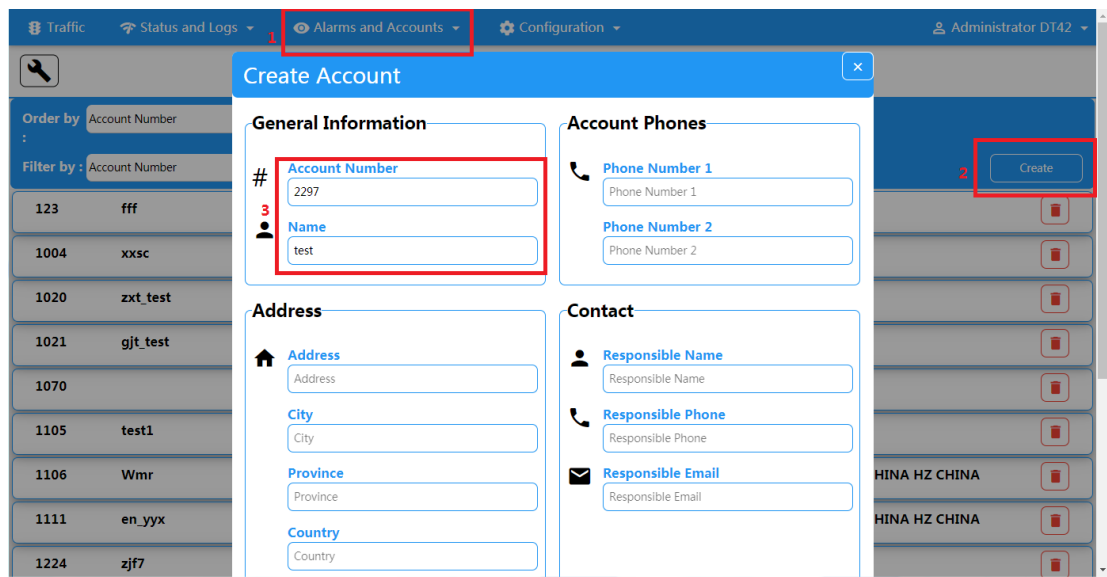 Traffic Status and Logs Alarms and Accounts Configuration Administrator DT42
1
Create Account ×
Order by : Account Number
Filter by : Account Number
2 Create
General Information
# Account Number
2297
3
Name
test
Account Phones
Phone Number 1
Phone Number 1
Phone Number 2
Phone Number 2
Address
Address
Address
City
City
Province
Province
Country
Country
Contact
Responsible Name
Responsible Name
Responsible Phone
Responsible Phone
Responsible Email
Responsible Email
123 fff
1004 xxsc
1020 zxt_test
1021 gjt_test
1070
1105 test1
1106 Wmr HINA HZ CHINA
1111 en_yyx HINA HZ CHINA
1224 zjf7